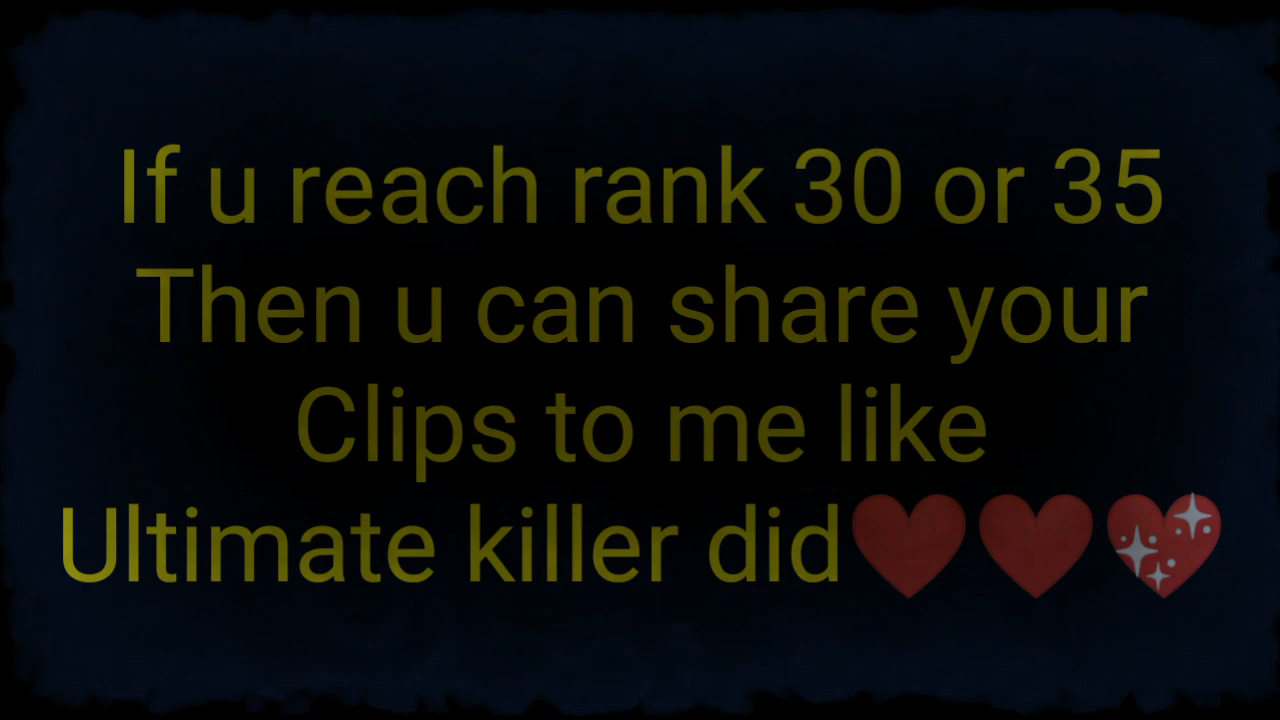 If u reach rank 30 or 35
Then u can share your
Clips to me like
Ultimate killer did❤️❤️💖